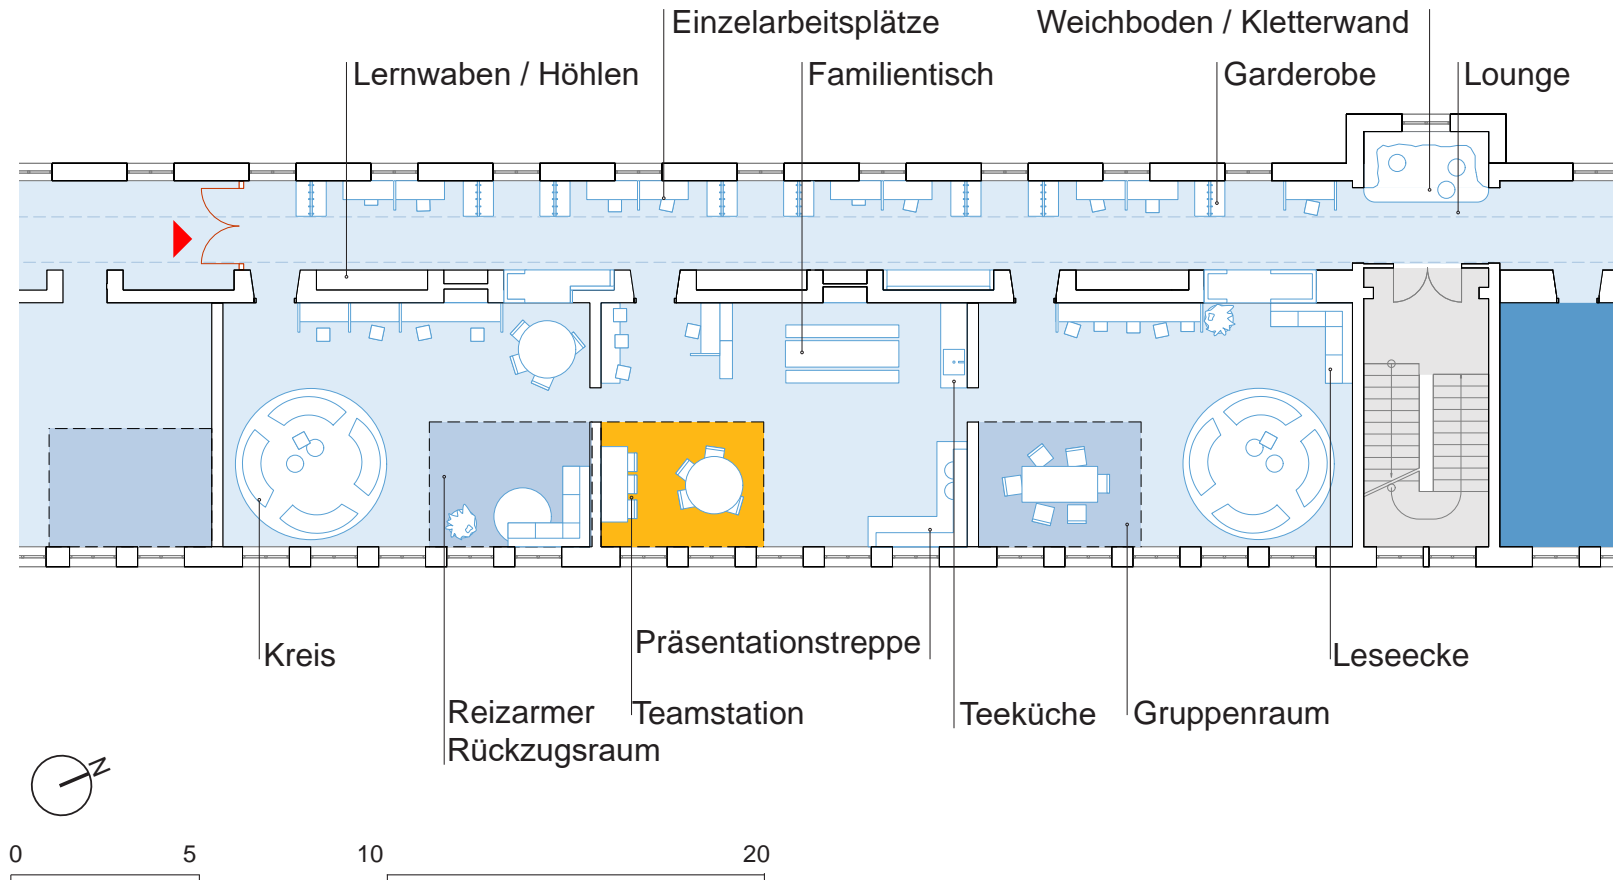 Einzelarbeitsplätze
Weichboden / Kletterwand
Lernwaben / Höhlen
Familientisch
Garderobe
Lounge
Kreis
Präsentationstreppe
Leseecke
Reizarmer
Rückzugsraum
Teamstation
Teeküche
Gruppenraum
N
0 5 10 20